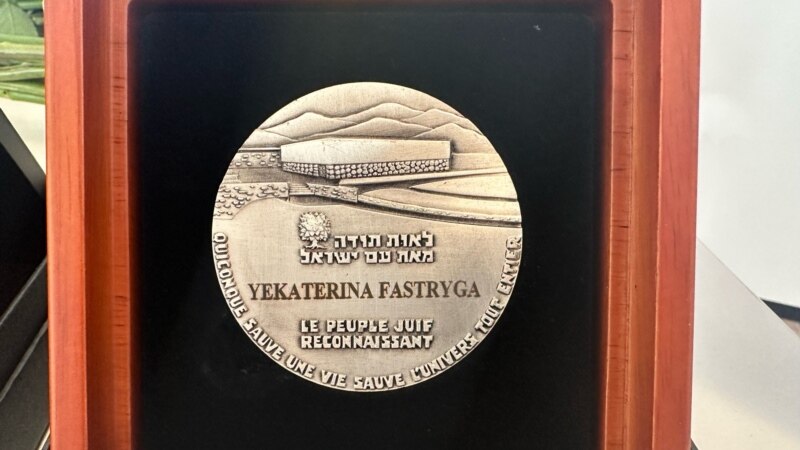 לאות תודה
מאת עם ישראל
YEKATERINA FASTRYGA
LE PEUPLE JUIF
RECONNAISSANT
QUICONQUE SAUVE UNE VIE SAUVE L'UNIVERS TOUT ENTIER